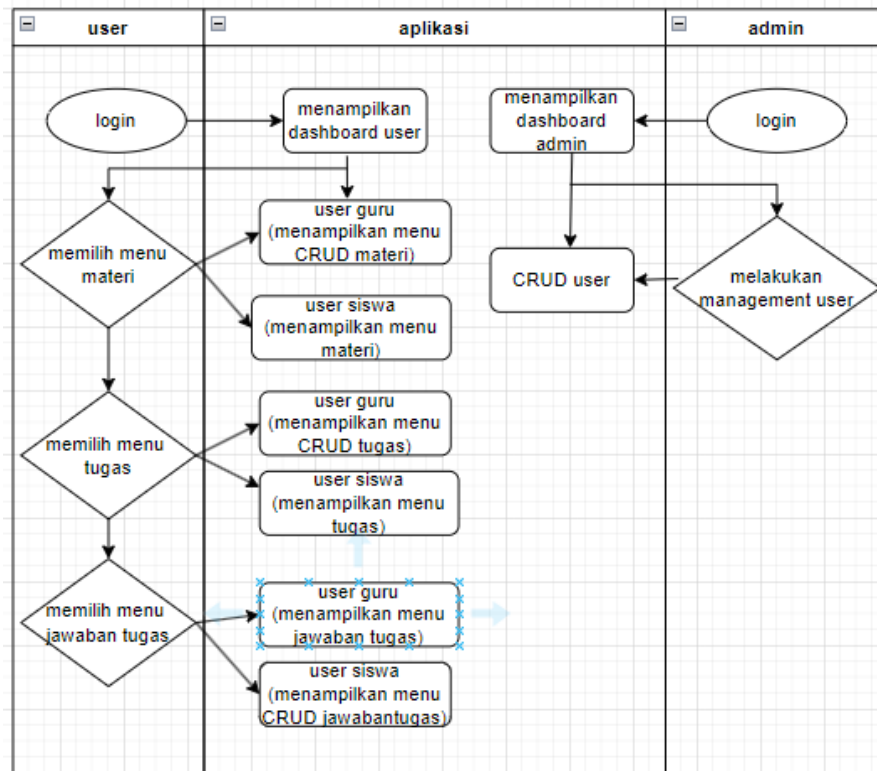 user
aplikasi
admin
login
menampilkan
dashboard user
menampilkan
dashboard
admin
login
memilih menu
materi
user guru
(menampilkan menu
CRUD materi)
user siswa
(menampilkan menu
materi)
CRUD user
melakukan
management user
memilih menu
tugas
user guru
(menampilkan menu
CRUD tugas)
user siswa
(menampilkan menu
tugas)
memilih menu
jawaban tugas
user guru
(menampilkan menu
jawaban tugas)
user siswa
(menampilkan menu
CRUD jawabantugas)